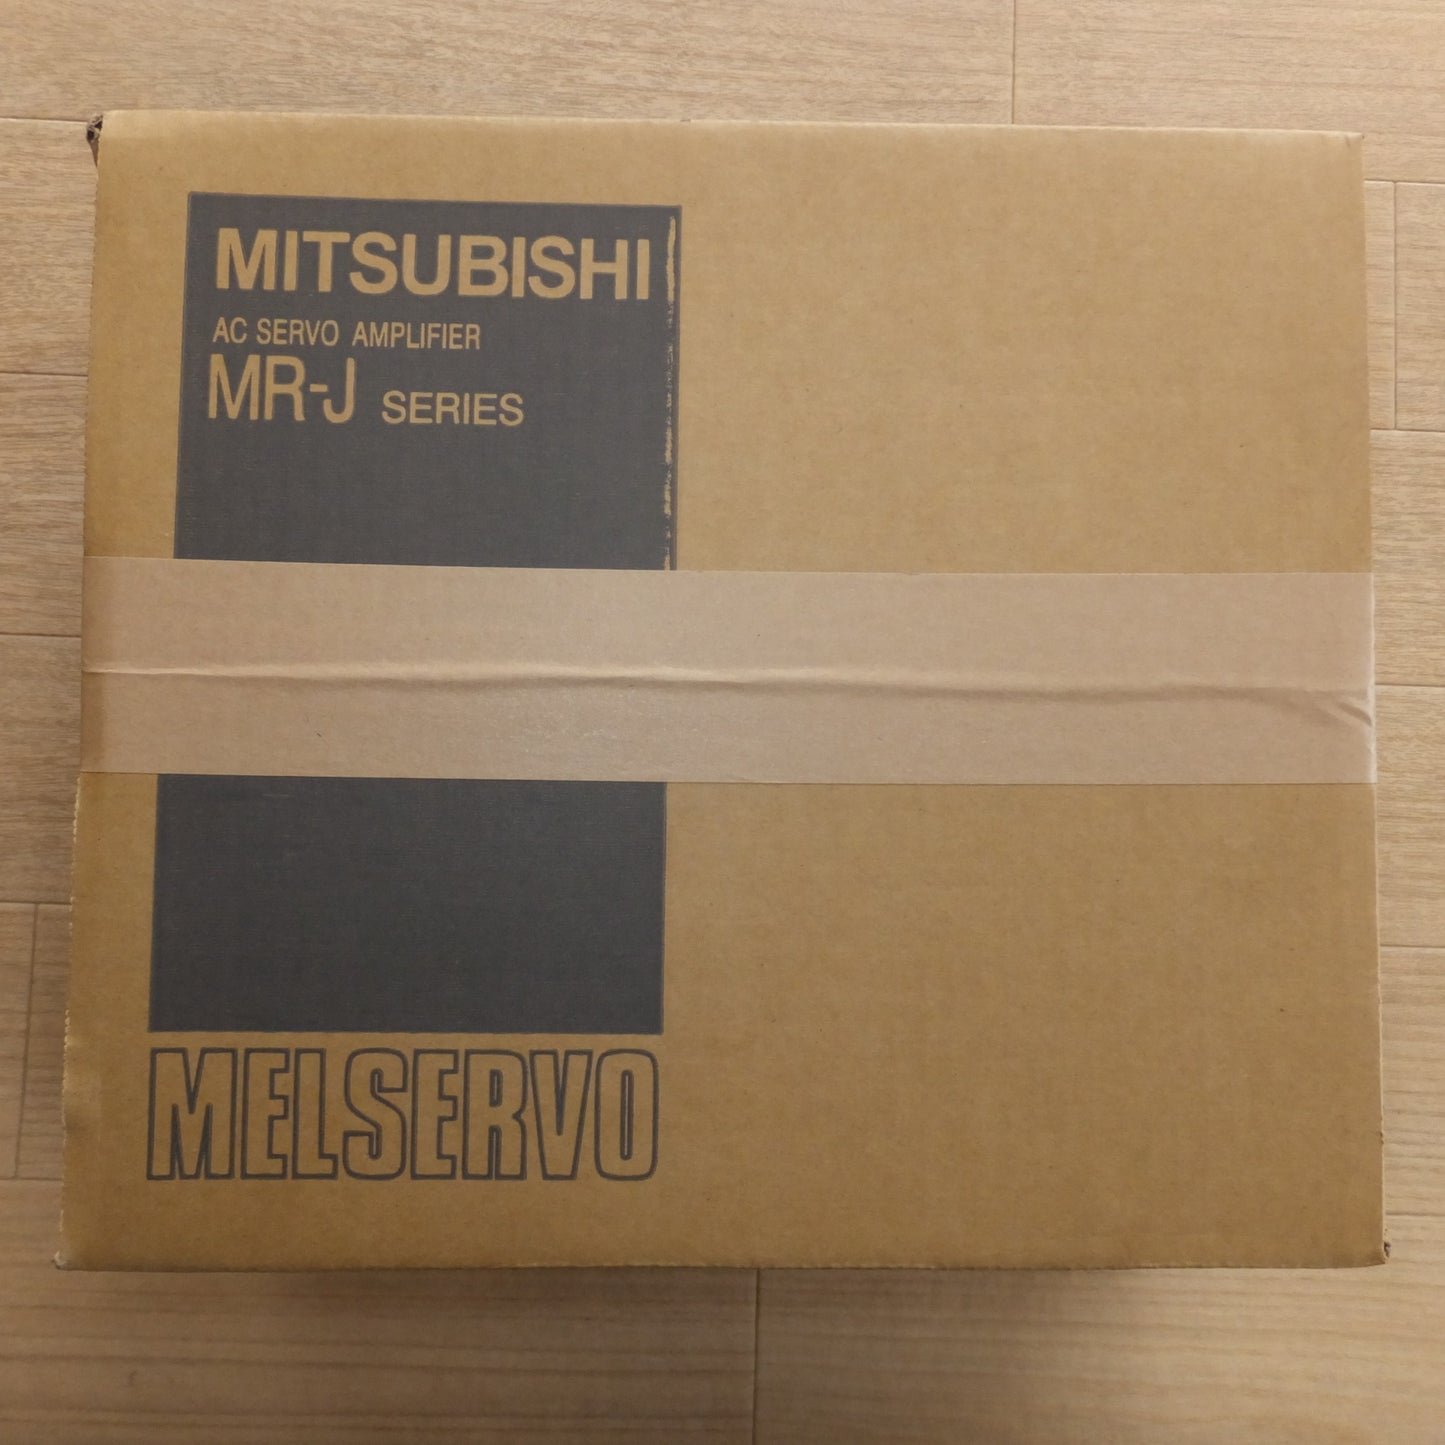 MITSUBISHI
AC SERVO AMPLIFIER
MR-J SERIES
MELSERVO